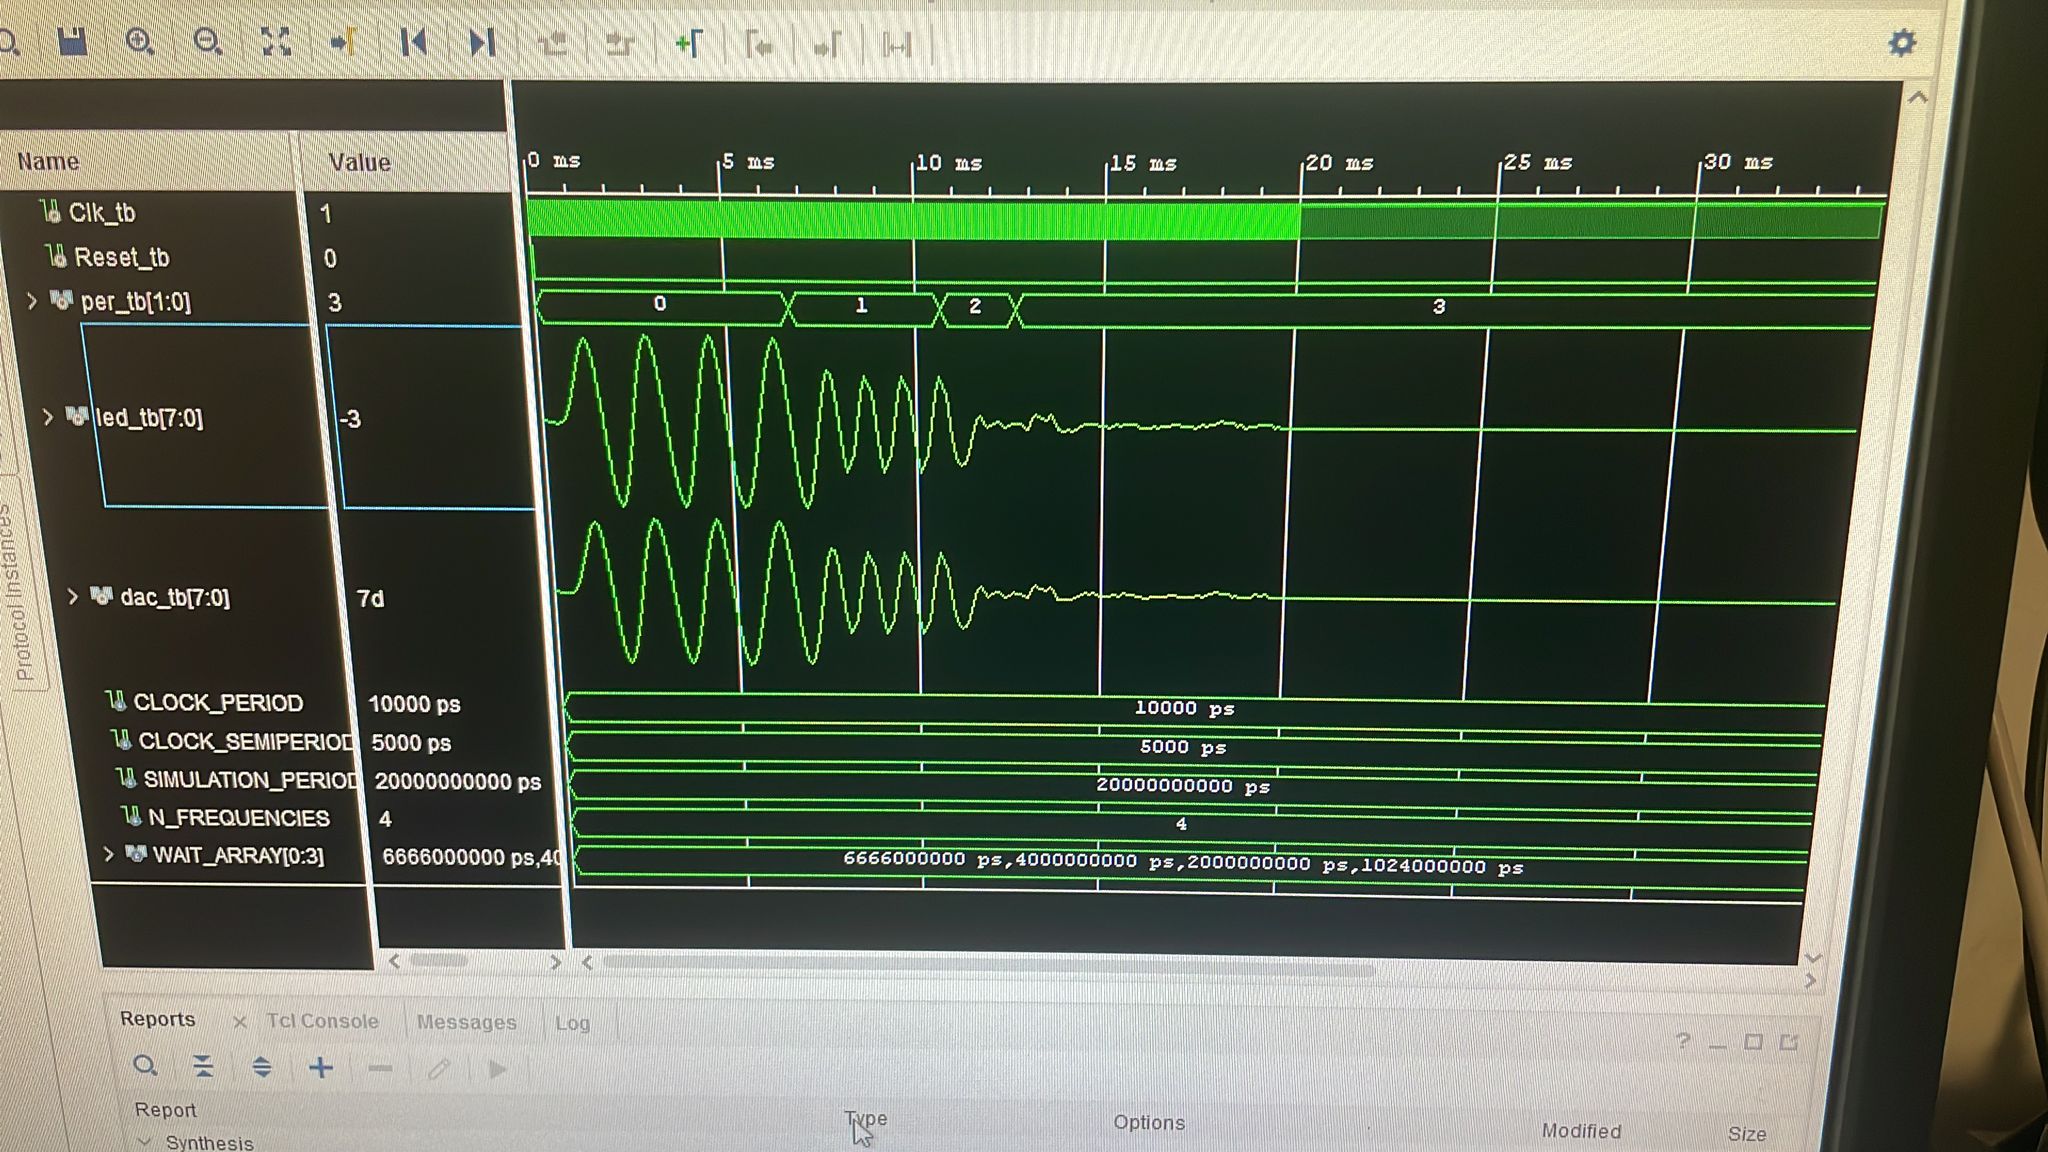 0 ms 5 ms 10 ms 15 ms 20 ms 25 ms 30 ms
Name Value
Clk_tb 1
Reset_tb 0
per_tb[1:0] 3 0 1 2 3
led_tb[7:0] -3
dac_tb[7:0] 7d
CLOCK_PERIOD 10000 ps 10000 ps
CLOCK_SEMIPERIOD 5000 ps 5000 ps
SIMULATION_PERIOD 20000000000 ps 20000000000 ps
N_FREQUENCIES 4 4
WAIT_ARRAY[0:3] 6666000000 ps,40 6666000000 ps,4000000000 ps,2000000000 ps,1024000000 ps
Protocol Instances
Reports Tcl Console Messages Log
Report Type Options Modified Size
Synthesis